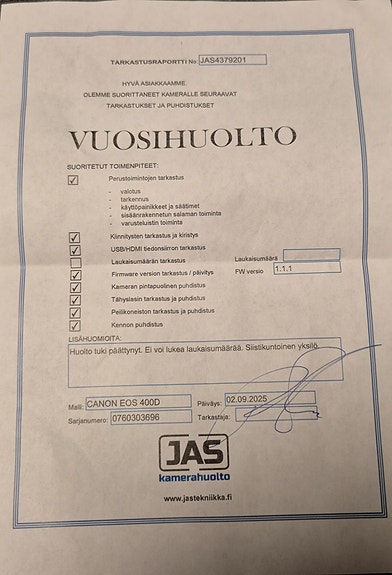 TARKASTUSRAPORTTI No JAS4379201
HYVÄ ASIAKKAAMME,
OLEMME SUORITTANEET KAMERALLE SEURAAVAT
TARKASTUKSET JA PUHDISTUKSET
VUOSIHUOLTO
SUORITETUT TOIMENPITEET:
Perustoimintojen tarkastus
- valotus
- tarkennus
- käyttöpainikkeet ja säätimet
- sisäänrakennetun salaman toiminta
- varusteluistin toiminta
Kiinnitysten tarkastus ja kiristys
USB/HDMI tiedonsiirron tarkastus
Laukaisumäärän tarkastus Laukaisumäärä
Firmware version tarkastus / päivitys FW versio 1.1.1
Kameran pintapuolinen puhdistus
Tähyslasin tarkastus ja puhdistus
Peilikoneiston tarkastus ja puhdistus
Kennon puhdistus
LISÄHUOMIOITA:
Huolto tuki päättynyt. Ei voi lukea laukaisumäärää. Siistikuntoinen yksilö.
Malli: CANON EOS 400D Päiväys: 02.09.2025
Sarjanumero: 0760303696 Tarkastaja:
JAS
kamerahuolto
www.jastekniikka.fi